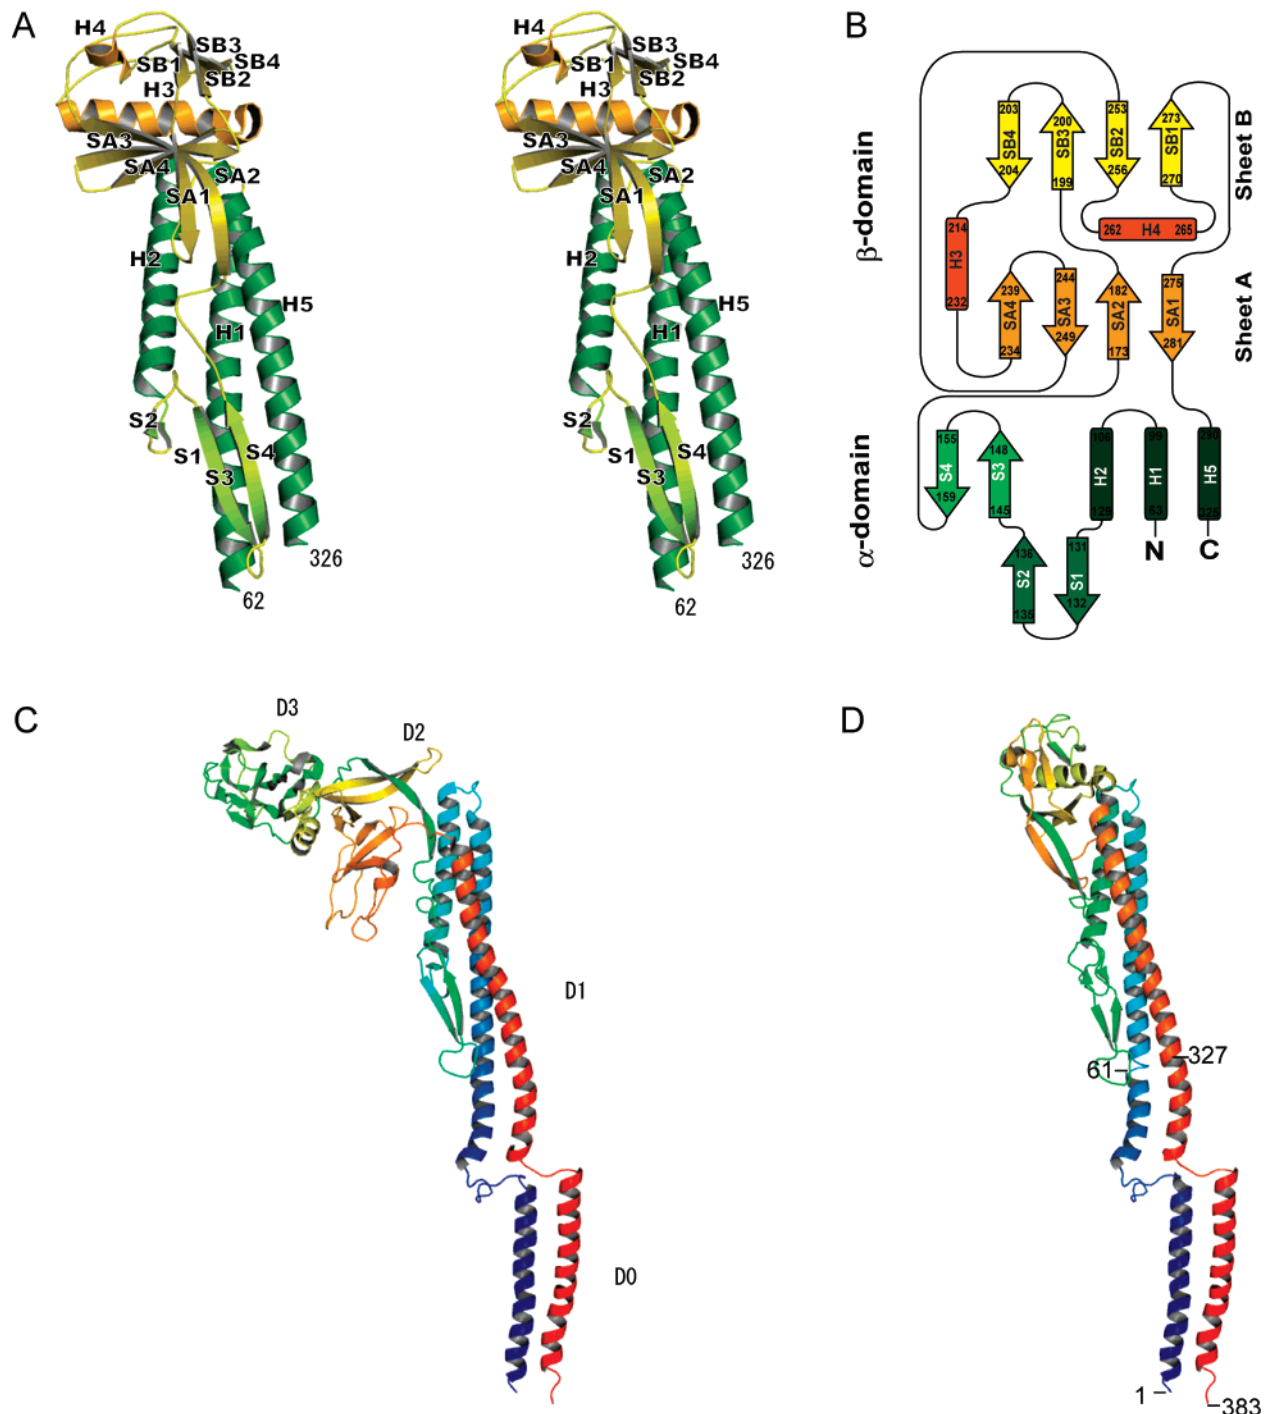 A
H4
SB3
SB1
SB4
SB2
H3
SA3
SA4
SA2
SA1
H2
H5
H1
S2
S1
S4
S3
326
62
H4
SB3
SB1
SB4
SB2
H3
SA3
SA4
SA2
SA1
H2
H5
H1
S2
S1
S4
S3
326
62
B
β-domain
α-domain
Sheet B
Sheet A
203
SB4
204
200
SB3
199
253
SB2
256
273
SB1
270
214
H3
232
262 H4 265
239
SA4
234
244
SA3
249
182
SA2
173
275
SA1
281
155
S4
159
148
S3
145
106
H2
129
99
H1
63
280
H5
325
136
S2
135
131
S1
132
N
C
C
D3
D2
D1
D0
D
61
327
1
383